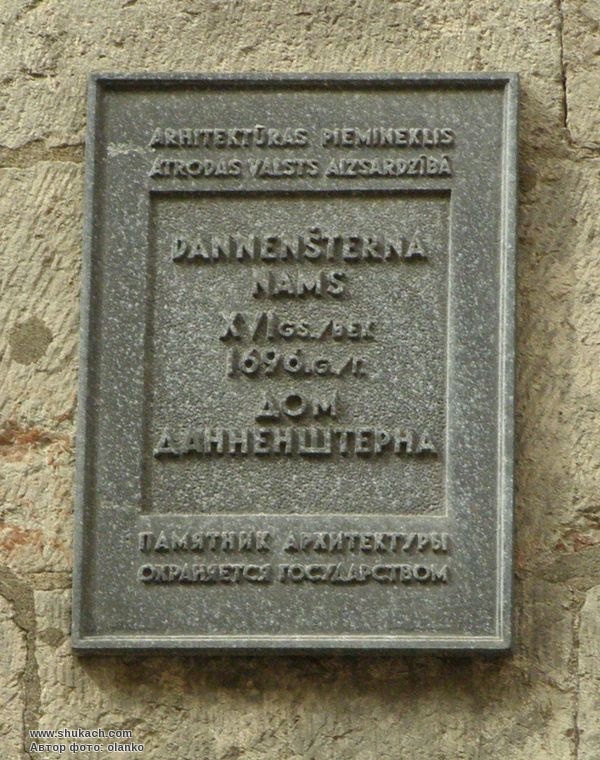 ARHITEKTŪRAS PIEMINEKLIS
ATRODAS VALSTS AIZSARDZĪBĀ
DANNENŠTERNA
NAMS
XVI GS./ВЕК
1696.G./Г.
ДОМ
ДАННЕНШТЕРНА
ПАМЯТНИК АРХИТЕКТУРЫ
ОХРАНЯЕТСЯ ГОСУДАРСТВОМ
www.shukach.com
Автор фото: olanko